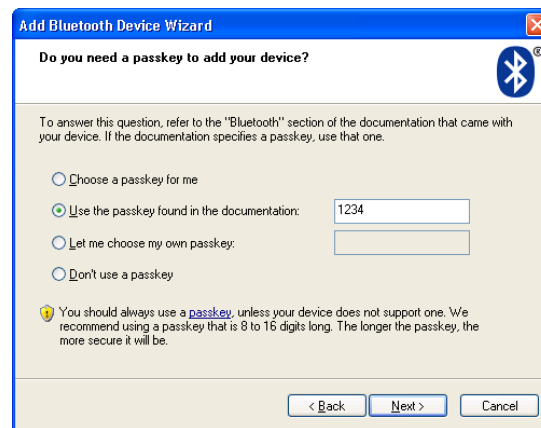 Add Bluetooth Device Wizard
Do you need a passkey to add your device?
®
To answer this question, refer to the "Bluetooth" section of the documentation that came with
your device. If the documentation specifies a passkey, use that one.
Choose a passkey for me
Use the passkey found in the documentation: 1234
Let me choose my own passkey:
Don't use a passkey
You should always use a passkey, unless your device does not support one. We
recommend using a passkey that is 8 to 16 digits long. The longer the passkey, the
more secure it will be.
< Back Next > Cancel